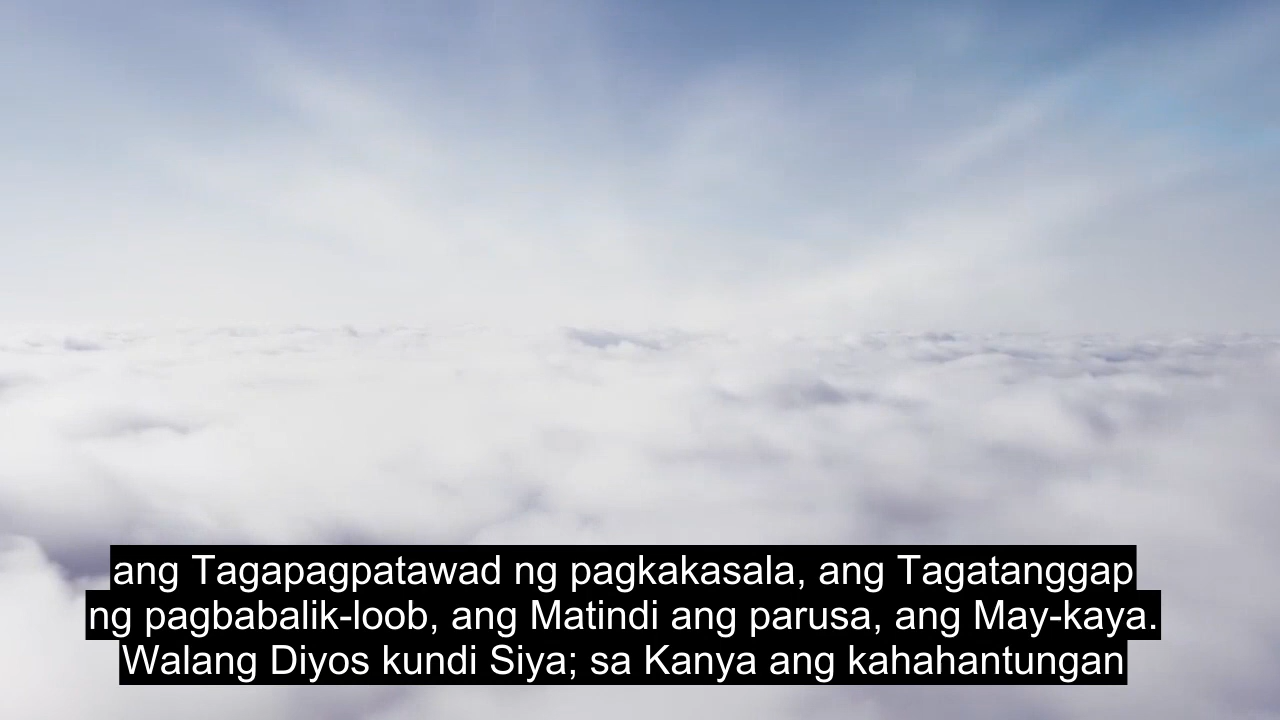 ang Tagapagpatawad ng pagkakasala, ang Tagatanggap
ng pagbabalik-loob, ang Matindi ang parusa, ang May-kaya.
Walang Diyos kundi Siya; sa Kanya ang kahahantungan